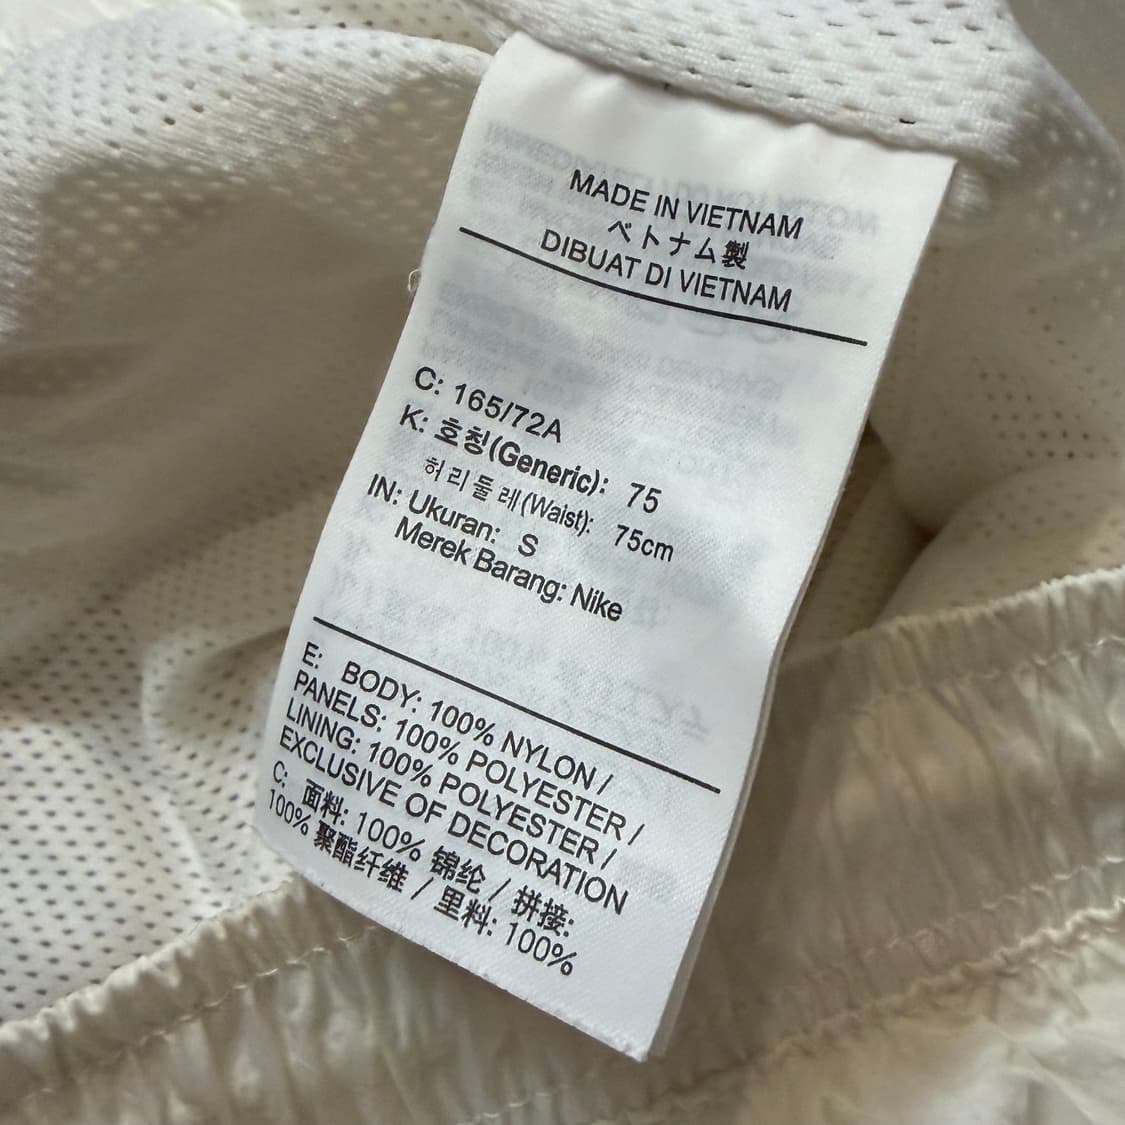 MADE IN VIETNAM
ベトナム製
DIBUAT DI VIETNAM
C: 165/72A
K: 호칭(Generic): 75
허리둘레(Waist): 75cm
IN: Ukuran: S
Merek Barang: Nike
E: BODY: 100% NYLON /
PANELS: 100% POLYESTER /
LINING: 100% POLYESTER /
EXCLUSIVE OF DECORATION
C: 面料: 100% 锦纶 / 拼接:
100% 聚酯纤维 / 里料: 100%